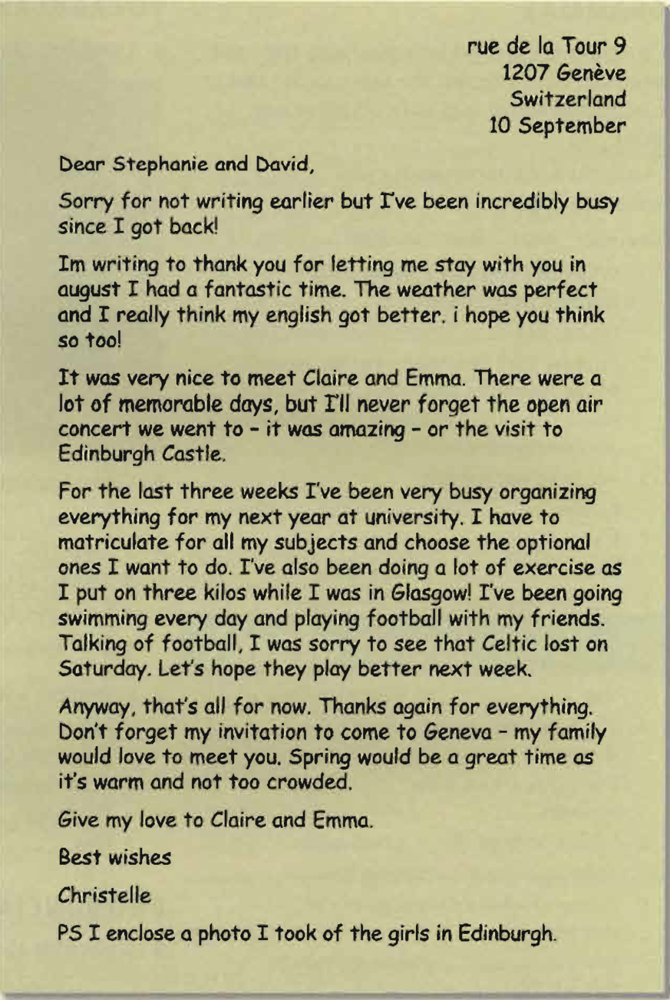 rue de la Tour 9
1207 Genève
Switzerland
10 September
Dear Stephanie and David,
Sorry for not writing earlier but I've been incredibly busy
since I got back!
Im writing to thank you for letting me stay with you in
august I had a fantastic time. The weather was perfect
and I really think my english got better. i hope you think
so too!
It was very nice to meet Claire and Emma. There were a
lot of memorable days, but I'll never forget the open air
concert we went to – it was amazing – or the visit to
Edinburgh Castle.
For the last three weeks I've been very busy organizing
everything for my next year at university. I have to
matriculate for all my subjects and choose the optional
ones I want to do. I've also been doing a lot of exercise as
I put on three kilos while I was in Glasgow! I've been going
swimming every day and playing football with my friends.
Talking of football, I was sorry to see that Celtic lost on
Saturday. Let's hope they play better next week.
Anyway, that's all for now. Thanks again for everything.
Don't forget my invitation to come to Geneva – my family
would love to meet you. Spring would be a great time as
it's warm and not too crowded.
Give my love to Claire and Emma.
Best wishes
Christelle
PS I enclose a photo I took of the girls in Edinburgh.